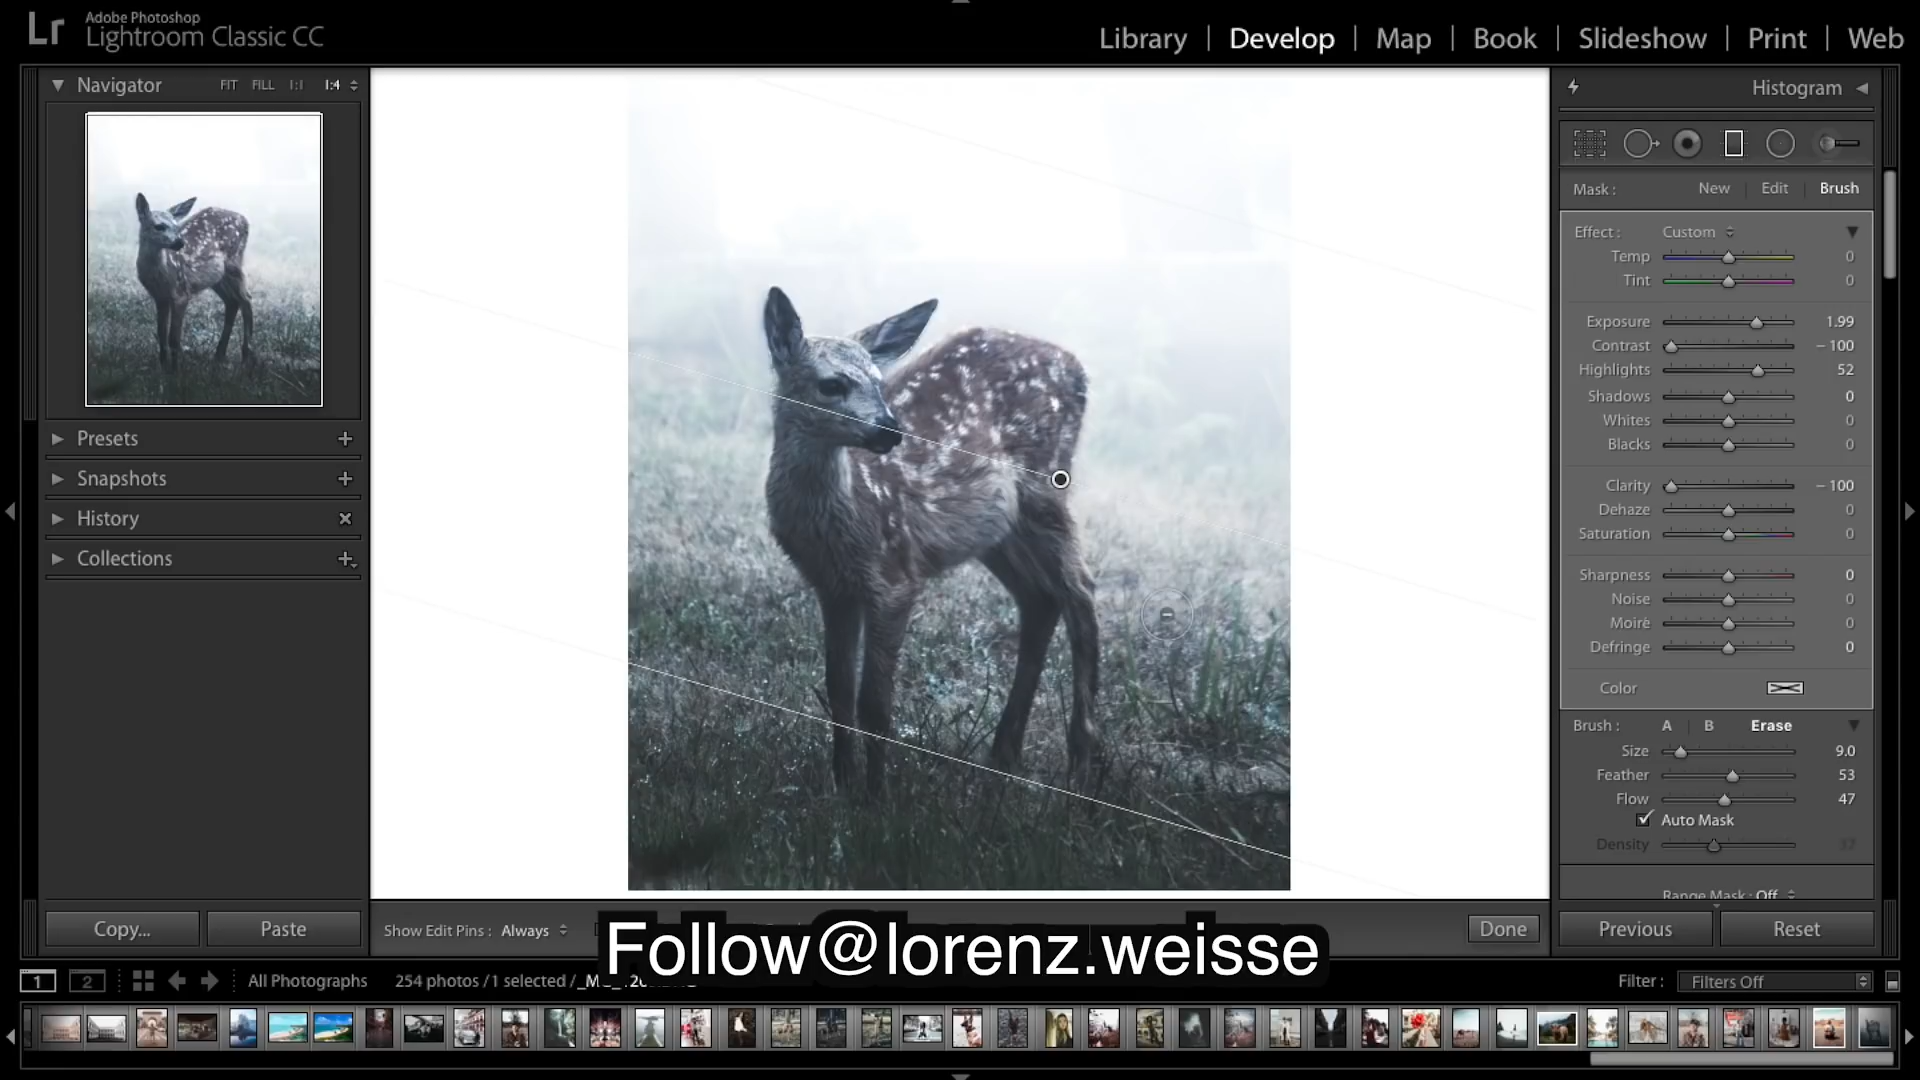 Lr Adobe Photoshop
Lightroom Classic CC
Library | Develop | Map | Book | Slideshow | Print | Web
Navigator FIT FILL 1:1 1:4
Histogram
Mask : New | Edit | Brush
Effect : Custom
Temp 0
Tint 0
Exposure 1.99
Contrast – 100
Highlights 52
Shadows 0
Whites 0
Blacks 0
Clarity – 100
Dehaze 0
Saturation 0
Sharpness 0
Noise 0
Moiré 0
Defringe 0
Color
Brush : A | B Erase
Size 9.0
Feather 53
Flow 47
Auto Mask
Density 37
Range Mask : Off
Presets
Snapshots
History
Collections
Copy... Paste
Show Edit Pins : Always
Done
Previous Reset
Follow@lorenz.weisse
1 2 All Photographs 254 photos / 1 selected /
Filter : Filters Off